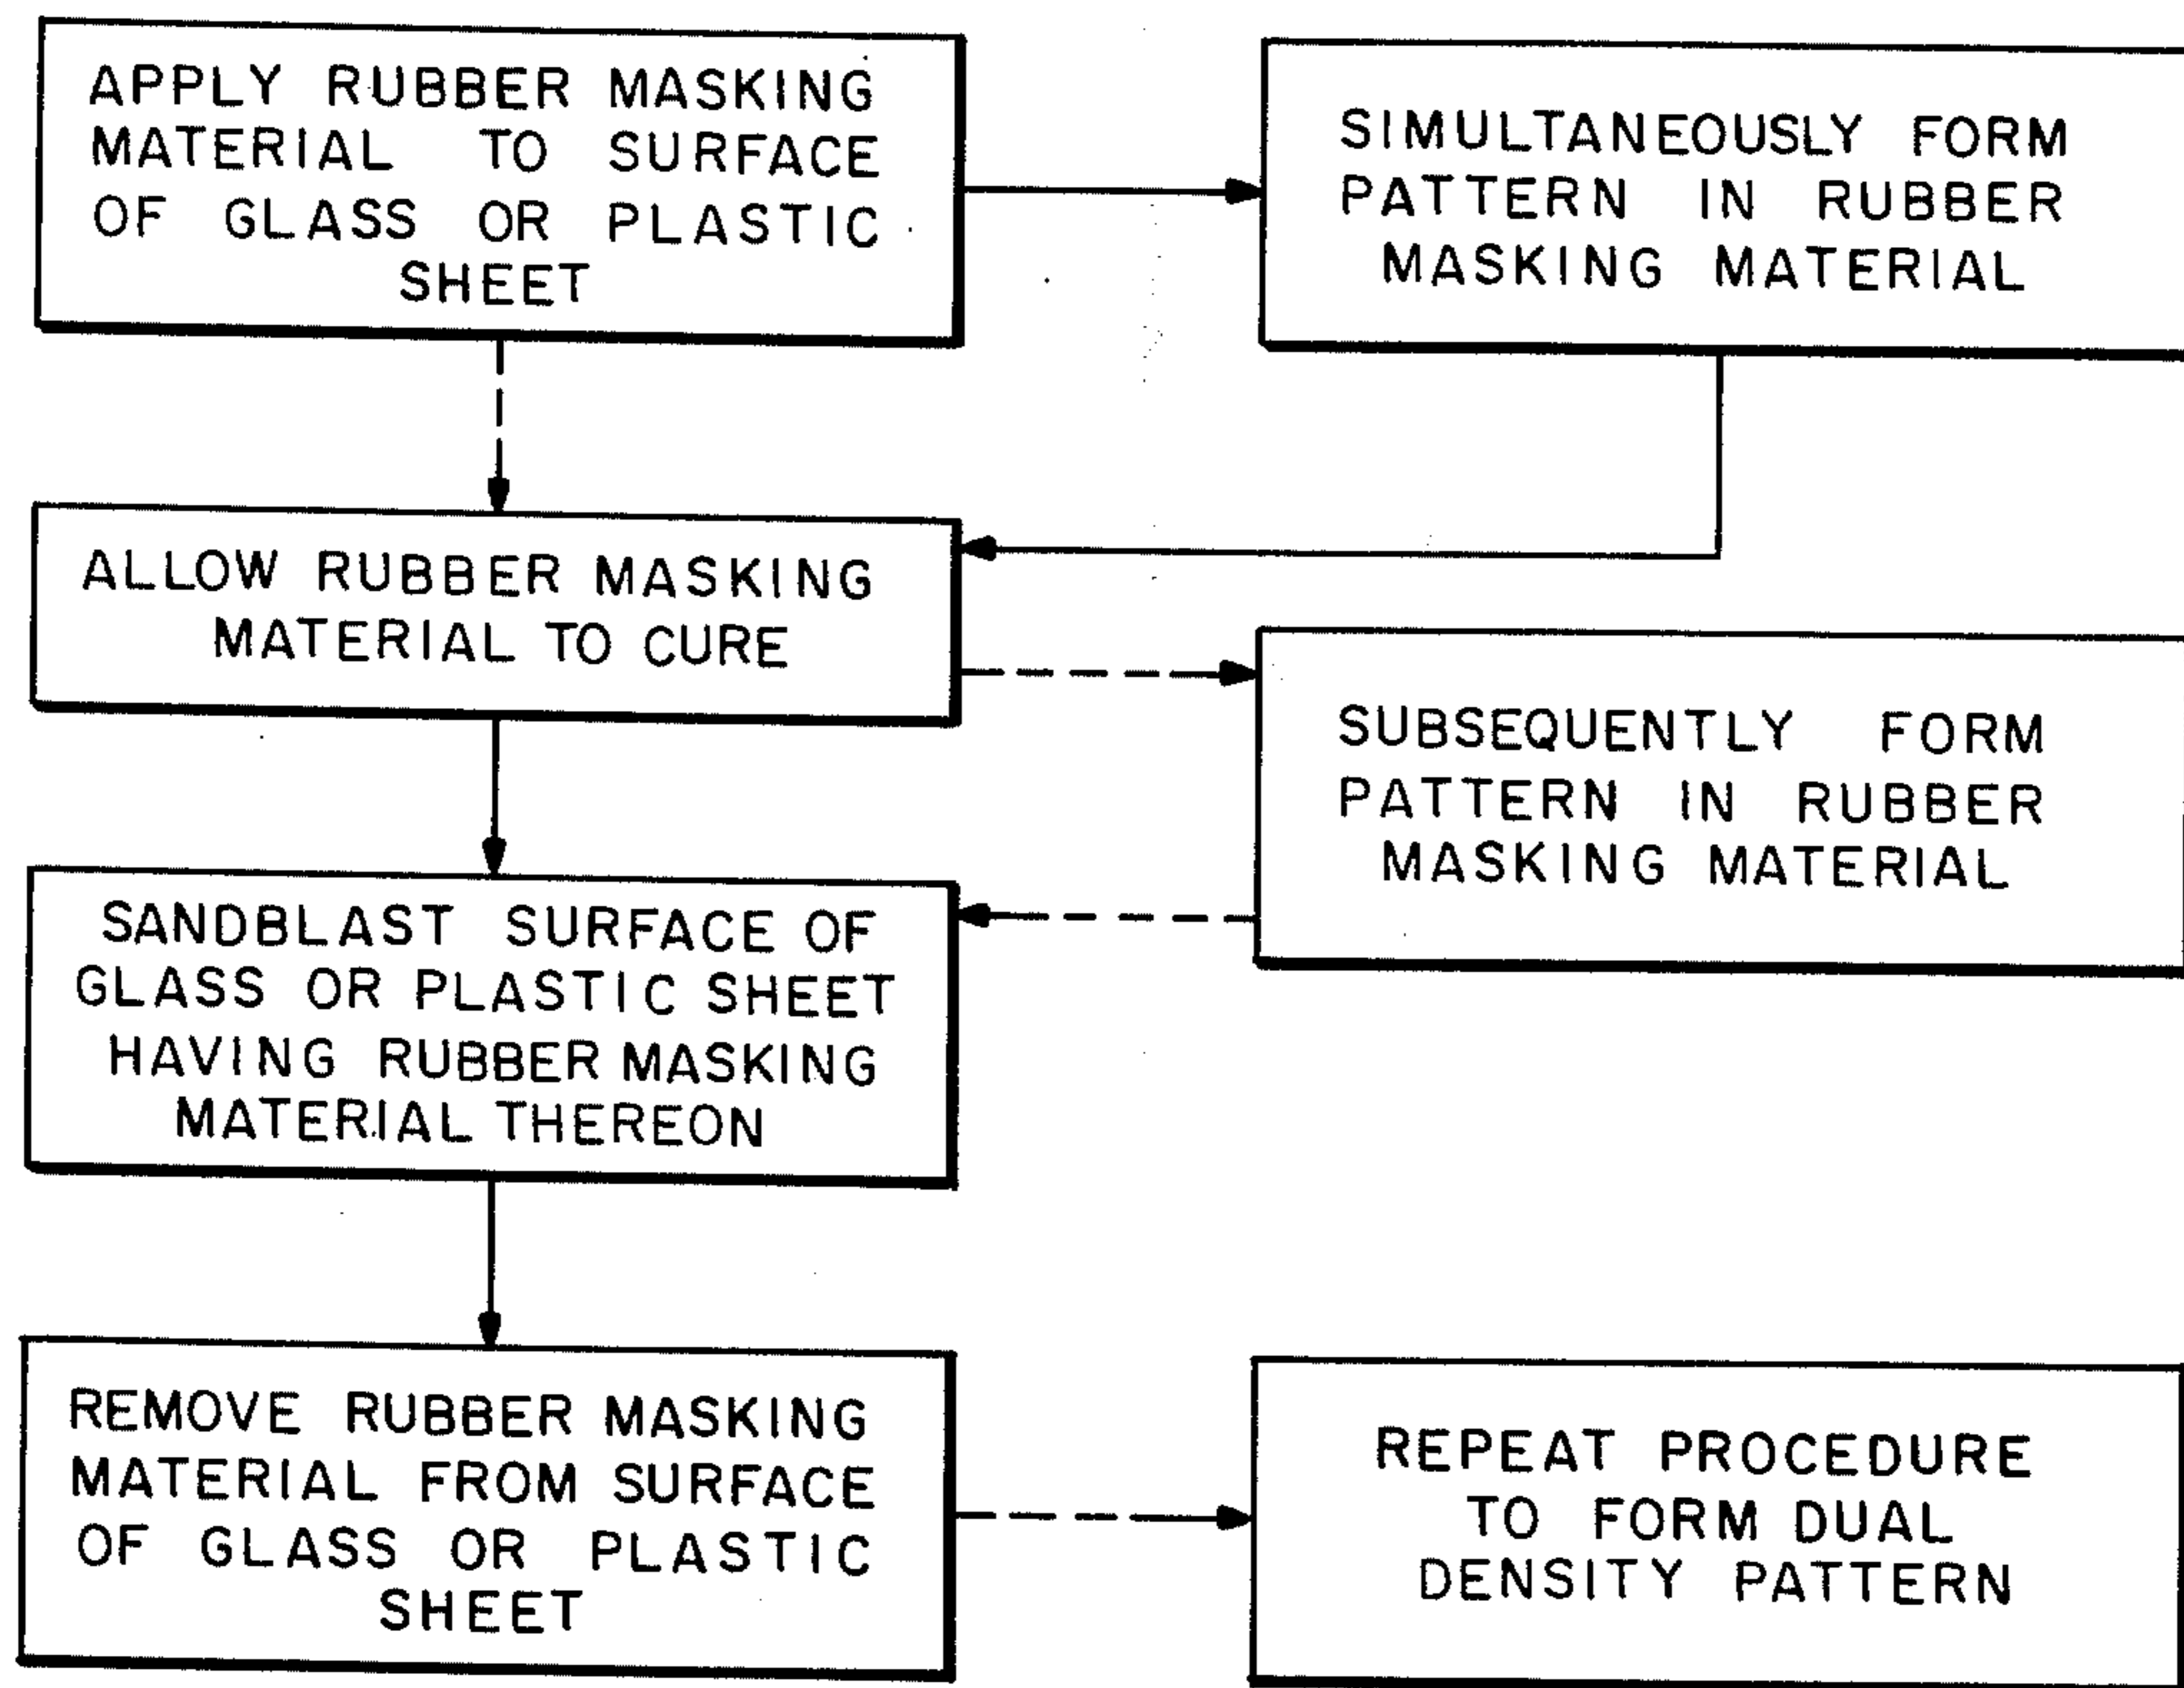 APPLY RUBBER MASKING
MATERIAL TO SURFACE
OF GLASS OR PLASTIC
SHEET
SIMULTANEOUSLY FORM
PATTERN IN RUBBER
MASKING MATERIAL
ALLOW RUBBER MASKING
MATERIAL TO CURE
SUBSEQUENTLY FORM
PATTERN IN RUBBER
MASKING MATERIAL
SANDBLAST SURFACE OF
GLASS OR PLASTIC SHEET
HAVING RUBBER MASKING
MATERIAL THEREON
REMOVE RUBBER MASKING
MATERIAL FROM SURFACE
OF GLASS OR PLASTIC
SHEET
REPEAT PROCEDURE
TO FORM DUAL
DENSITY PATTERN